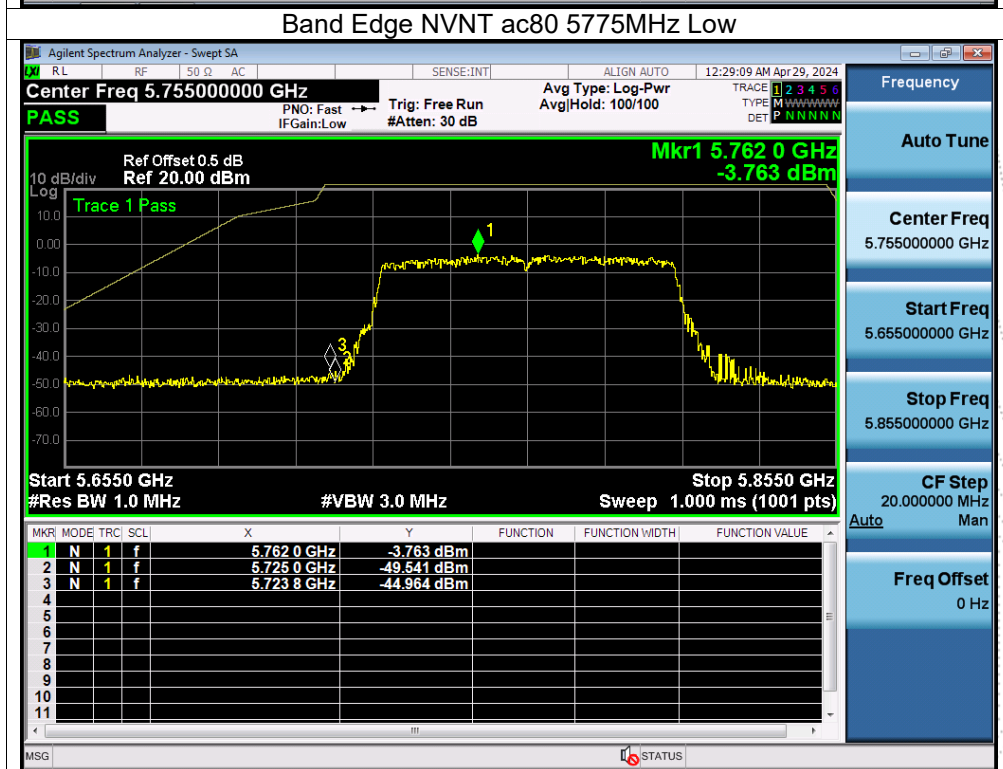 Band Edge NVNT ac80 5775MHz Low
Agilent Spectrum Analyzer - Swept SA
LXI RL RF 50 Ω AC SENSE:INT ALIGN AUTO 12:29:09 AM Apr 29, 2024
Center Freq 5.755000000 GHz
PASS
PNO: Fast
IFGain:Low
Trig: Free Run
#Atten: 30 dB
Avg Type: Log-Pwr
Avg|Hold: 100/100
TRACE 1 2 3 4 5 6
TYPE M WWWWW
DET P N N N N N
Frequency
Auto Tune
Center Freq
5.755000000 GHz
Start Freq
5.655000000 GHz
Stop Freq
5.855000000 GHz
CF Step
20.000000 MHz
Auto Man
Freq Offset
0 Hz
Mkr1 5.762 0 GHz
-3.763 dBm
Ref Offset 0.5 dB
10 dB/div Ref 20.00 dBm
Log
Trace 1 Pass
10.0
0.00
-10.0
-20.0
-30.0
-40.0
-50.0
-60.0
-70.0
1
3
2
Start 5.6550 GHz Stop 5.8550 GHz
#Res BW 1.0 MHz #VBW 3.0 MHz Sweep 1.000 ms (1001 pts)
MKR MODE TRC SCL X Y FUNCTION FUNCTION WIDTH FUNCTION VALUE
1 N 1 f 5.762 0 GHz -3.763 dBm
2 N 1 f 5.725 0 GHz -49.541 dBm
3 N 1 f 5.723 8 GHz -44.964 dBm
4
5
6
7
8
9
10
11
MSG STATUS